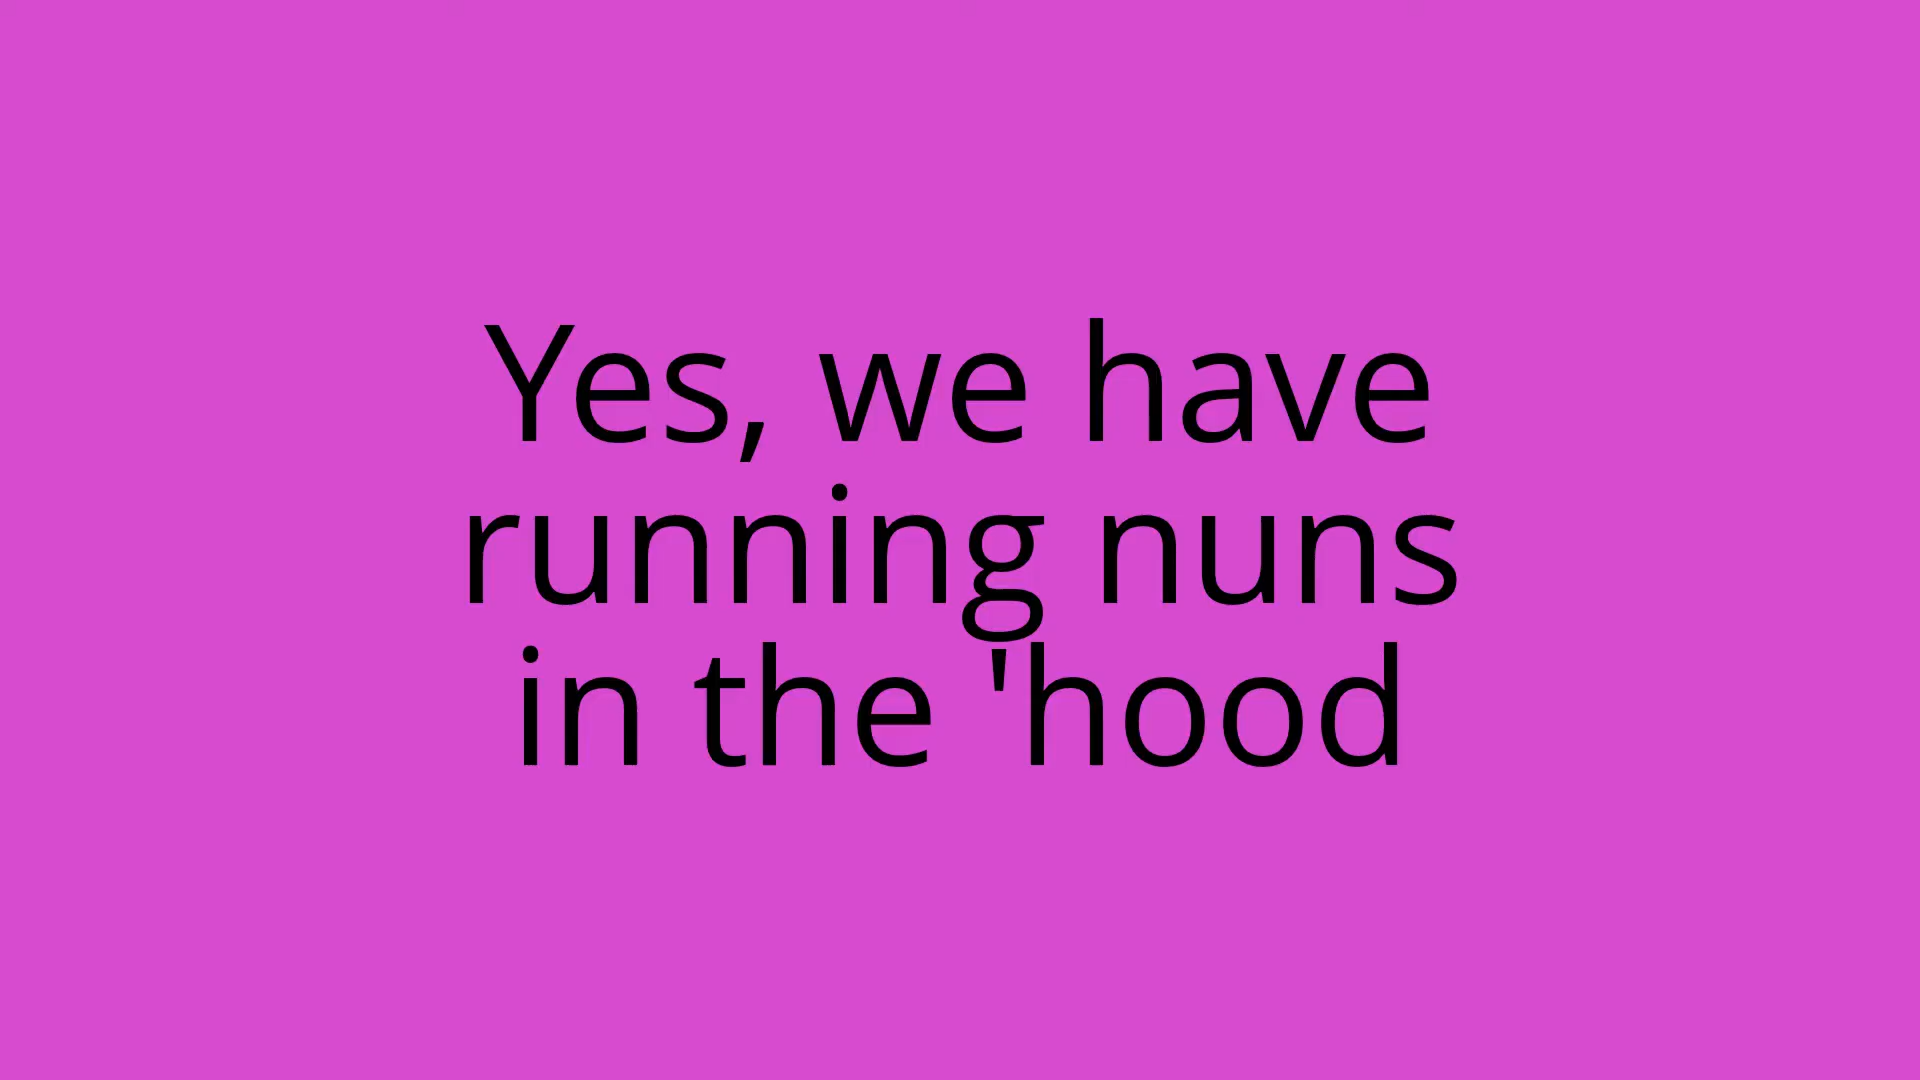 Yes, we have
running nuns
in the 'hood